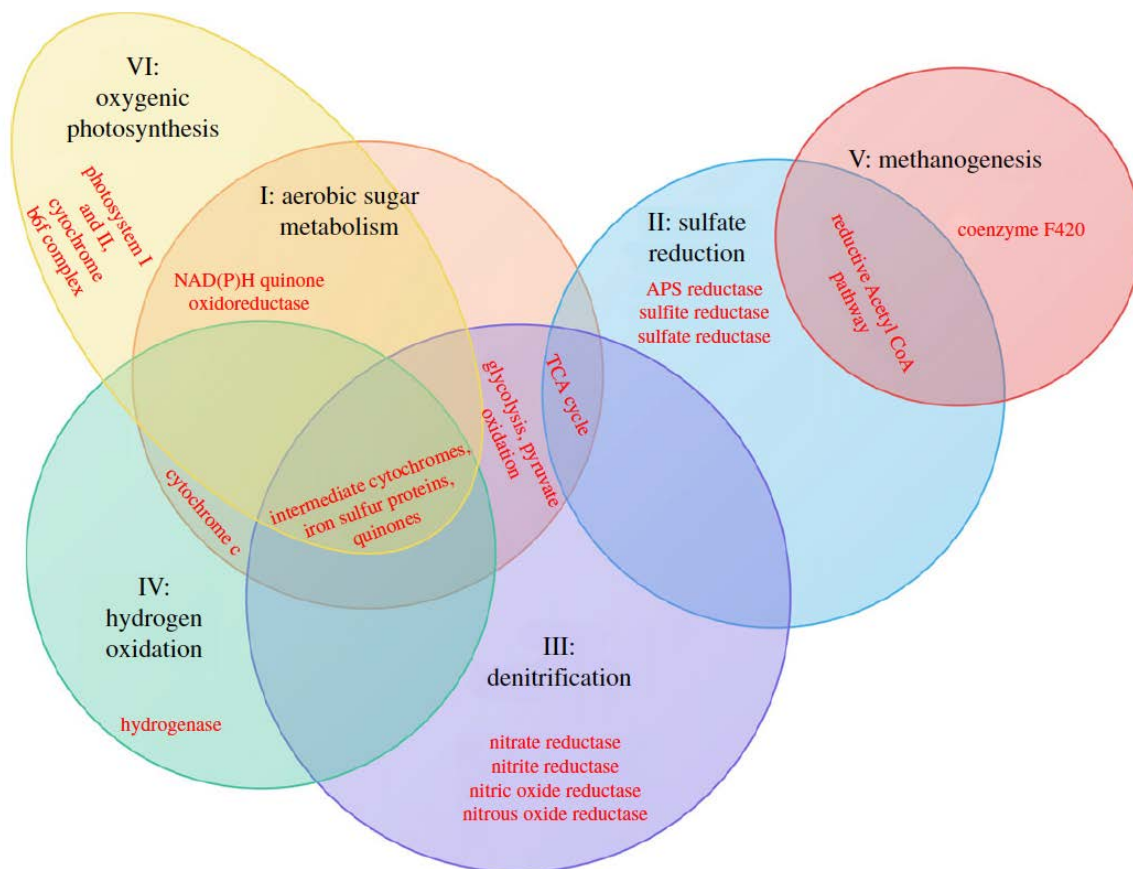 VI:
oxygenic
photosynthesis
photosystem I
and II,
cytochrome
b6f complex
I: aerobic sugar
metabolism
NAD(P)H quinone
oxidoreductase
II: sulfate
reduction
APS reductase
sulfite reductase
sulfate reductase
V: methanogenesis
coenzyme F420
reductive Acetyl CoA
pathway
TCA cycle
glycolysis, pyruvate
oxidation
cytochrome c
intermediate cytochromes,
iron sulfur proteins,
quinones
IV:
hydrogen
oxidation
hydrogenase
III:
denitrification
nitrate reductase
nitrite reductase
nitric oxide reductase
nitrous oxide reductase